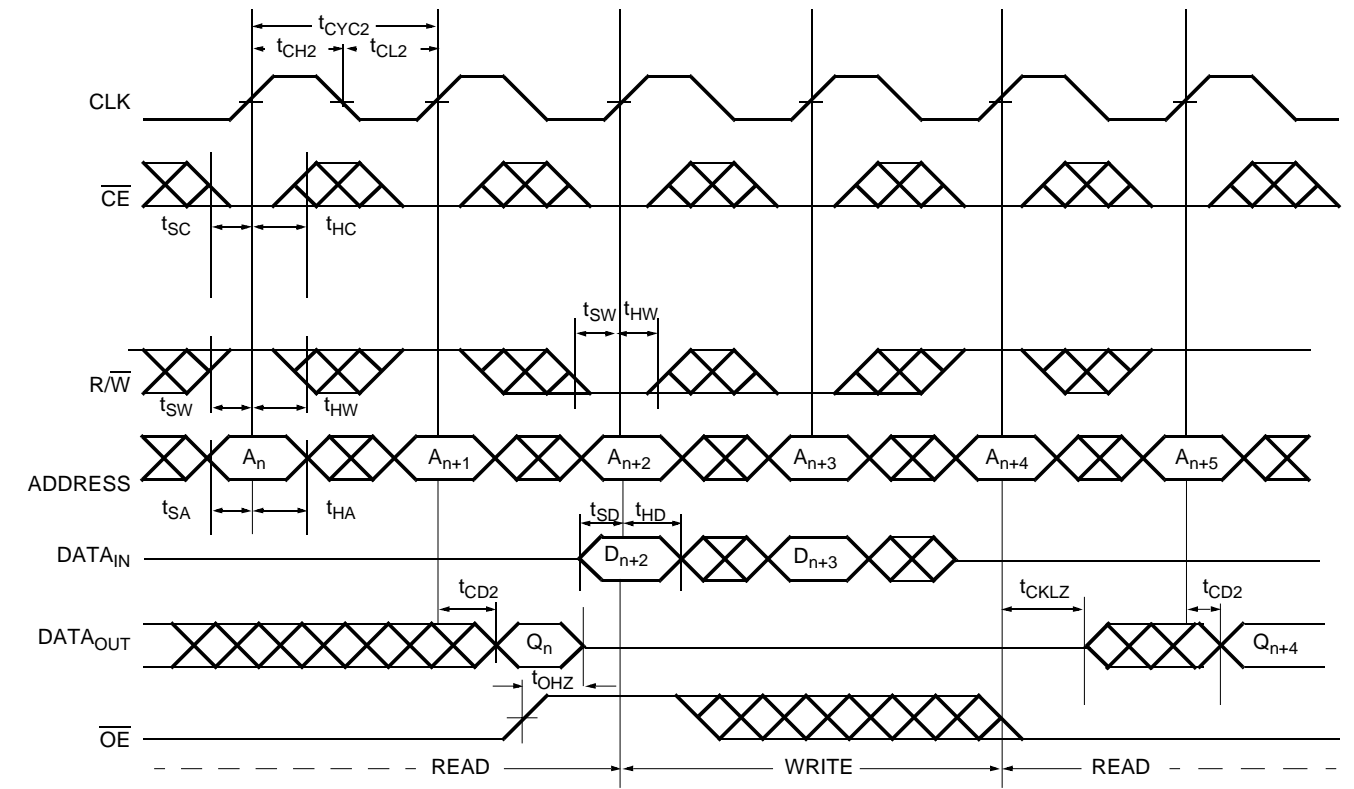 tCYC2
tCH2 tCL2
CLK
CE
tSC tHC
tSW tHW
R/W
tSW tHW
An An+1 An+2 An+3 An+4 An+5
ADDRESS
tSA tHA
tSD tHD
DATAIN Dn+2 Dn+3
tCD2 tCKLZ tCD2
DATAOUT Qn Qn+4
tOHZ
OE
READ WRITE READ